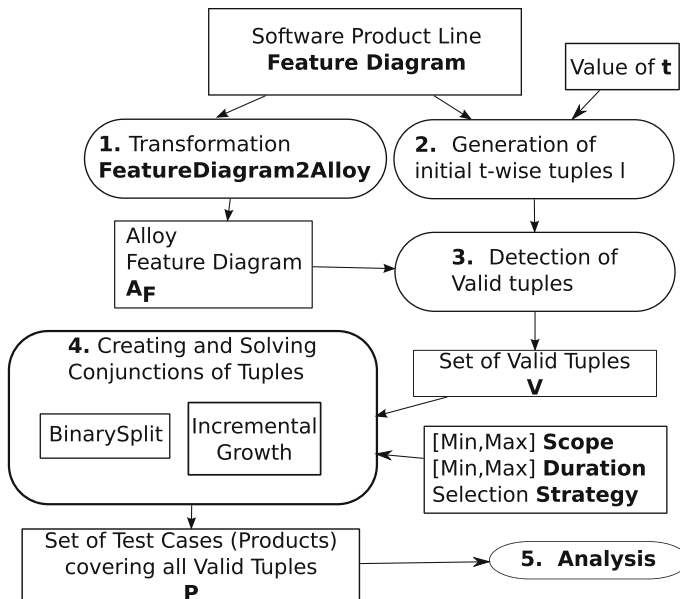 Software Product Line
Feature Diagram
Value of t
1. Transformation
FeatureDiagram2Alloy
2. Generation of
initial t-wise tuples I
Alloy
Feature Diagram
AF
3. Detection of
Valid tuples
4. Creating and Solving
Conjunctions of Tuples
BinarySplit
Incremental
Growth
Set of Valid Tuples
V
[Min,Max] Scope
[Min,Max] Duration
Selection Strategy
Set of Test Cases (Products)
covering all Valid Tuples
P
5. Analysis